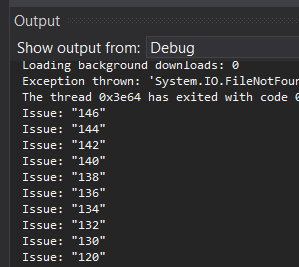 Output
Show output from: Debug
Loading background downloads: 0
Exception thrown: 'System.IO.FileNotFoun
The thread 0x3e64 has exited with code 0
Issue: "146"
Issue: "144"
Issue: "142"
Issue: "140"
Issue: "138"
Issue: "136"
Issue: "134"
Issue: "132"
Issue: "130"
Issue: "120"